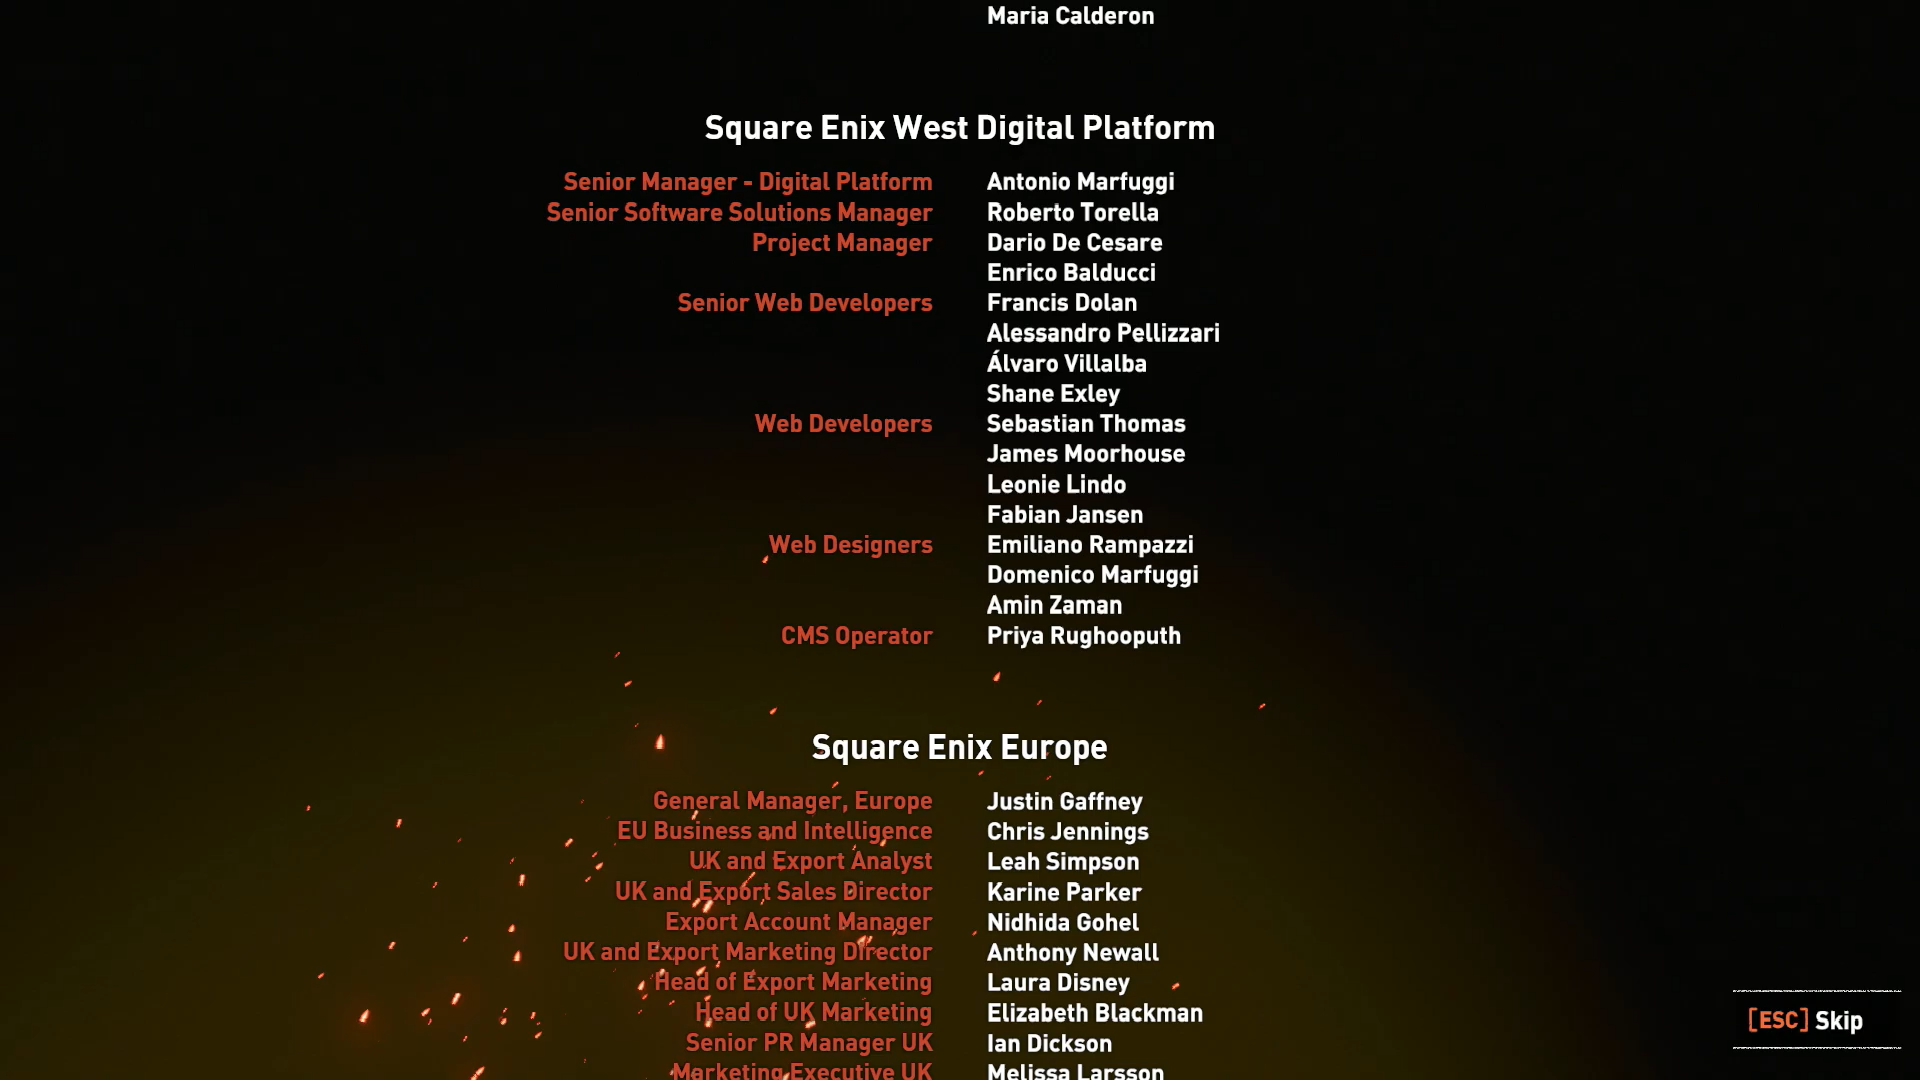 Maria Calderon
Square Enix West Digital Platform
Senior Manager - Digital Platform Antonio Marfuggi
Senior Software Solutions Manager Roberto Torella
Project Manager Dario De Cesare
Enrico Balducci
Senior Web Developers Francis Dolan
Alessandro Pellizzari
Álvaro Villalba
Shane Exley
Web Developers Sebastian Thomas
James Moorhouse
Leonie Lindo
Fabian Jansen
Web Designers Emiliano Rampazzi
Domenico Marfuggi
Amin Zaman
CMS Operator Priya Rughooputh
Square Enix Europe
General Manager, Europe Justin Gaffney
EU Business and Intelligence Chris Jennings
UK and Export Analyst Leah Simpson
UK and Export Sales Director Karine Parker
Export Account Manager Nidhida Gohel
UK and Export Marketing Director Anthony Newall
Head of Export Marketing Laura Disney
Head of UK Marketing Elizabeth Blackman
[ESC] Skip
Senior PR Manager UK Ian Dickson
Marketing Executive UK Melissa Larsson